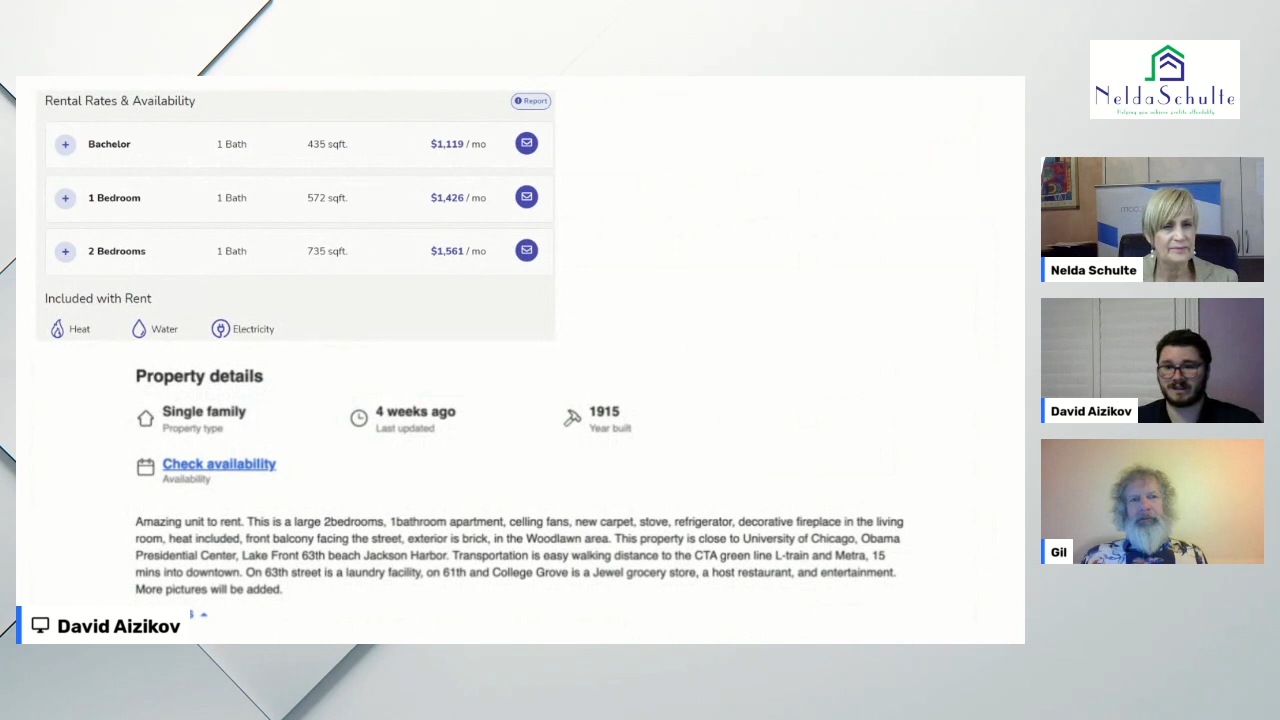 Rental Rates & Availability
Report
Bachelor 1 Bath 435 sqft. $1,119 / mo
1 Bedroom 1 Bath 572 sqft. $1,426 / mo
2 Bedrooms 1 Bath 735 sqft. $1,561 / mo
Included with Rent
Heat Water Electricity
Property details
Single family 4 weeks ago 1915
Property type Last updated Year built
Check availability
Availability
Amazing unit to rent. This is a large 2bedrooms, 1bathroom apartment, celling fans, new carpet, stove, refrigerator, decorative fireplace in the living
room, heat included, front balcony facing the street, exterior is brick, in the Woodlawn area. This property is close to University of Chicago, Obama
Presidential Center, Lake Front 63th beach Jackson Harbor. Transportation is easy walking distance to the CTA green line L-train and Metra, 15
mins into downtown. On 63th street is a laundry facility, on 61th and College Grove is a Jewel grocery store, a host restaurant, and entertainment.
More pictures will be added.
David Aizikov
NeldaSchulte
Helping you achieve profits affordably
Nelda Schulte
David Aizikov
Gil